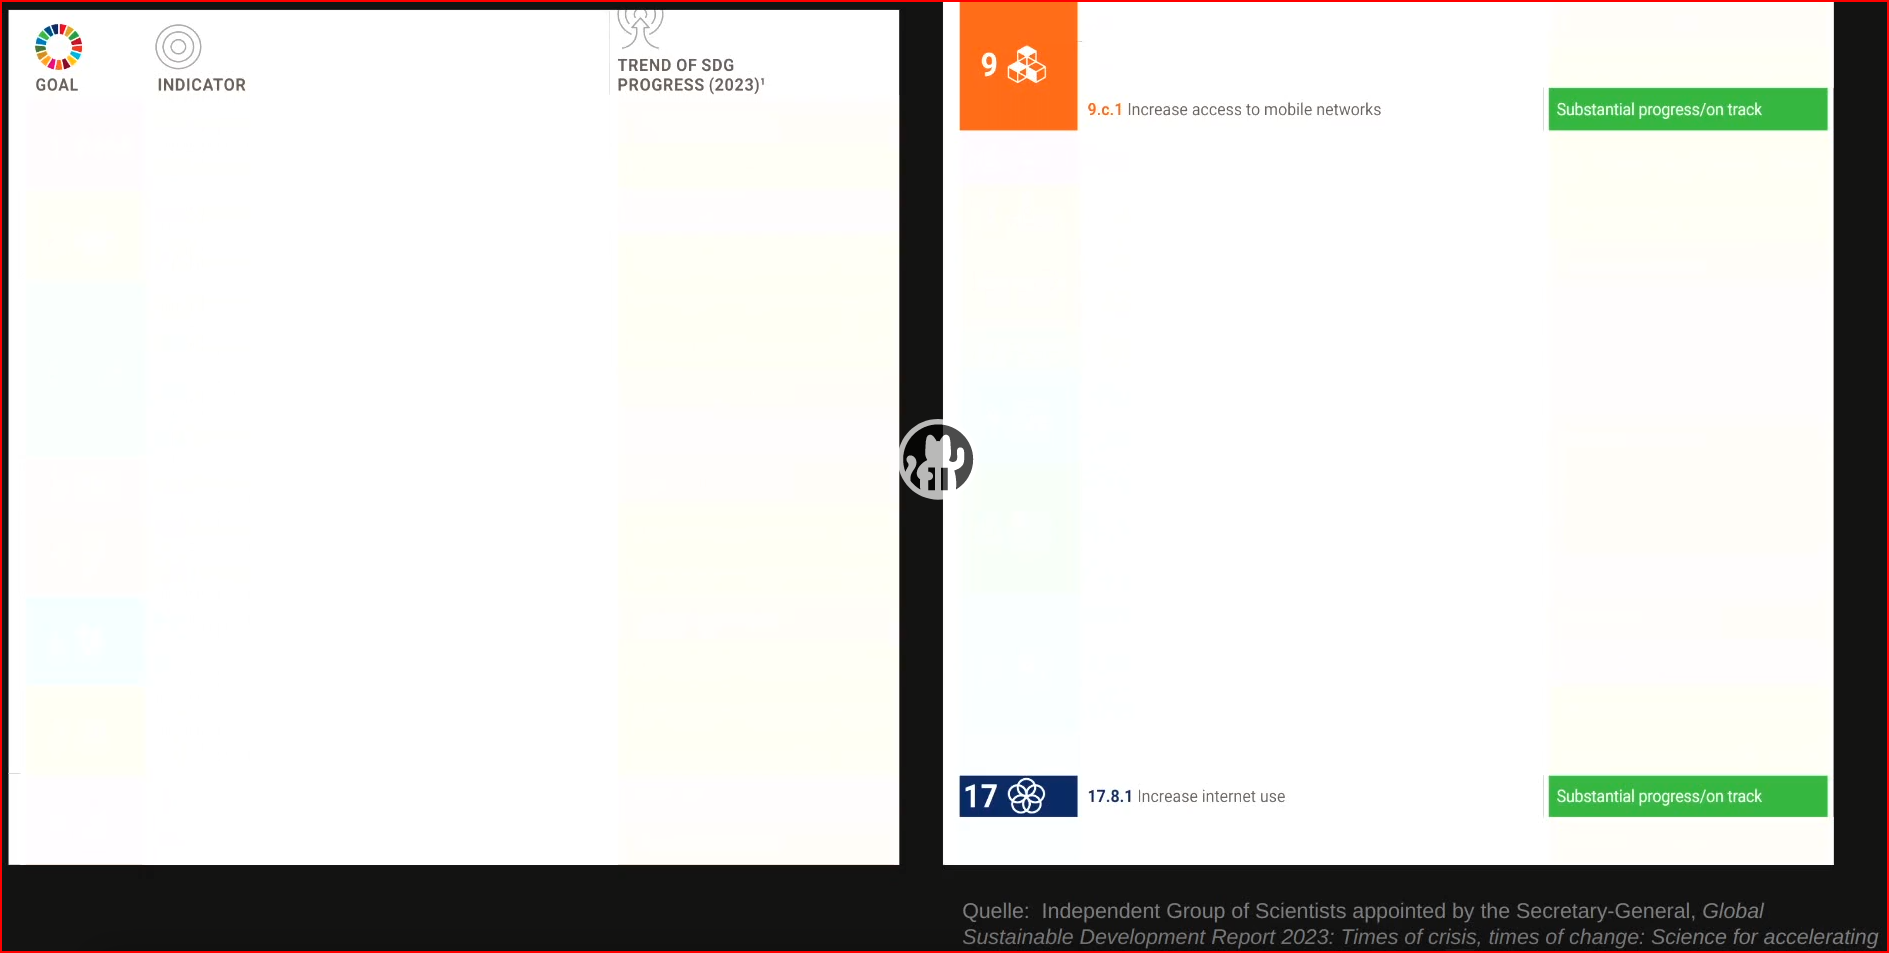 GOAL
INDICATOR
TREND OF SDG
PROGRESS (2023)¹
9
9.c.1 Increase access to mobile networks
Substantial progress/on track
17
17.8.1 Increase internet use
Substantial progress/on track
Quelle: Independent Group of Scientists appointed by the Secretary-General, Global
Sustainable Development Report 2023: Times of crisis, times of change: Science for accelerating